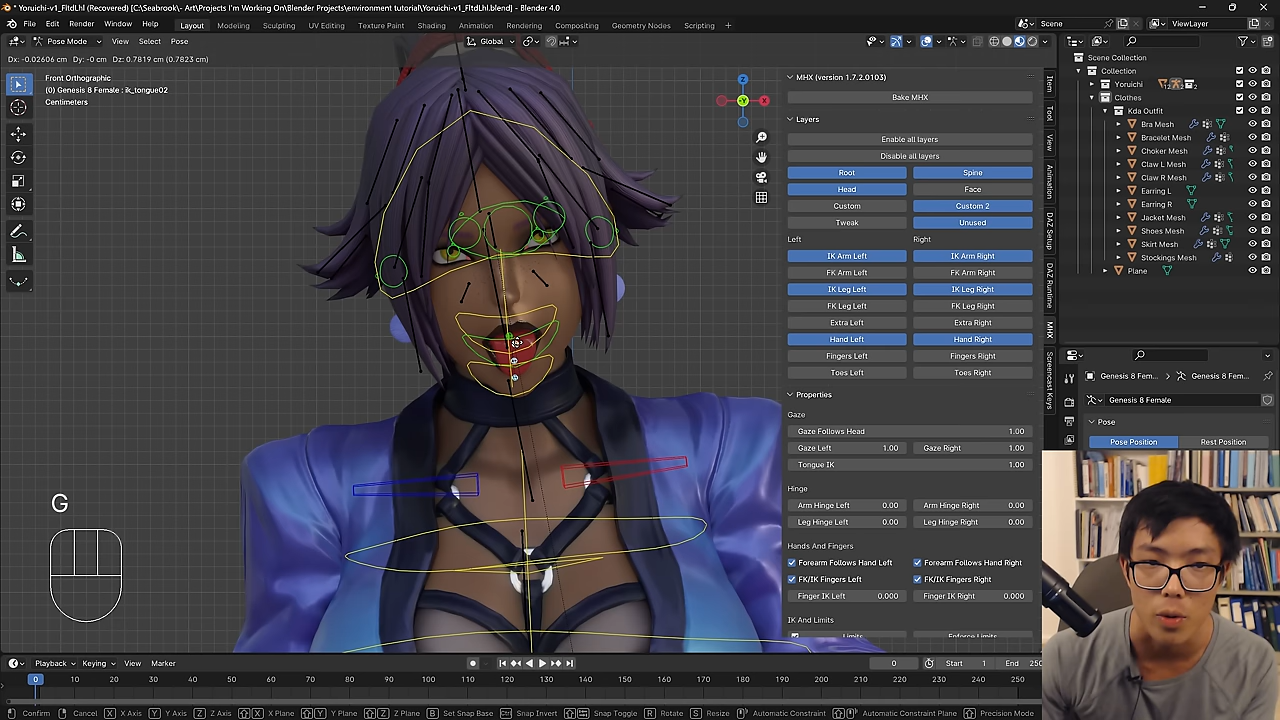 * Yoruichi-v1_FltdLhl (Recovered) [C:\Seabrook\- Art\Projects I'm Working On\Blender Projects\environment tutorial\Yoruichi-v1_FltdLhl.blend] - Blender 4.0
File Edit Render Window Help Layout Modeling Sculpting UV Editing Texture Paint Shading Animation Rendering Compositing Geometry Nodes Scripting + Scene ViewLayer
Pose Mode View Select Pose Global
Dx: -0.02606 cm Dy: -0 cm Dz: 0.7819 cm (0.7823 cm)
Front Orthographic
(0) Genesis 8 Female : ik_tongue02
Centimeters
Z
-Y
X
G
MHX (version 1.7.2.0103)
Bake MHX
Layers
Enable all layers
Disable all layers
Root Spine
Head Face
Custom Custom 2
Tweak Unused
Left Right
IK Arm Left IK Arm Right
FK Arm Left FK Arm Right
IK Leg Left IK Leg Right
FK Leg Left FK Leg Right
Extra Left Extra Right
Hand Left Hand Right
Fingers Left Fingers Right
Toes Left Toes Right
Properties
Gaze
Gaze Follows Head 1.00
Gaze Left 1.00 Gaze Right 1.00
Tongue IK 1.00
Hinge
Arm Hinge Left 0.00 Arm Hinge Right 0.00
Leg Hinge Left 0.00 Leg Hinge Right 0.00
Hands And Fingers
Forearm Follows Hand Left Forearm Follows Hand Right
FK/IK Fingers Left FK/IK Fingers Right
Finger IK Left 0.000 Finger IK Right 0.000
IK And Limits
Limits Enforce Limits
Item
Tool
View
Animation
DAZ Setup
DAZ Runtime
MHX
Screencast Keys
Scene Collection
Collection
Yoruichi 2
Clothes
Kda Outfit
Bra Mesh
Bracelet Mesh
Choker Mesh
Claw L Mesh
Claw R Mesh
Earring L
Earring R
Jacket Mesh
Shoes Mesh
Skirt Mesh
Stockings Mesh
Plane
Genesis 8 Fem... Genesis 8 Fem...
Genesis 8 Female
Pose
Pose Position Rest Position
Playback Keying View Marker 0 Start 1 End 250
0 10 20 30 40 50 60 70 80 90 100 110 120 130 140 150 160 170 180 190 200 210 220 230 240 250
Confirm Cancel X X Axis Y Y Axis Z Z Axis X X Plane Y Y Plane Z Z Plane B Set Snap Base Snap Invert Snap Toggle R Rotate S Resize Automatic Constraint Automatic Constraint Plane Precision Mode